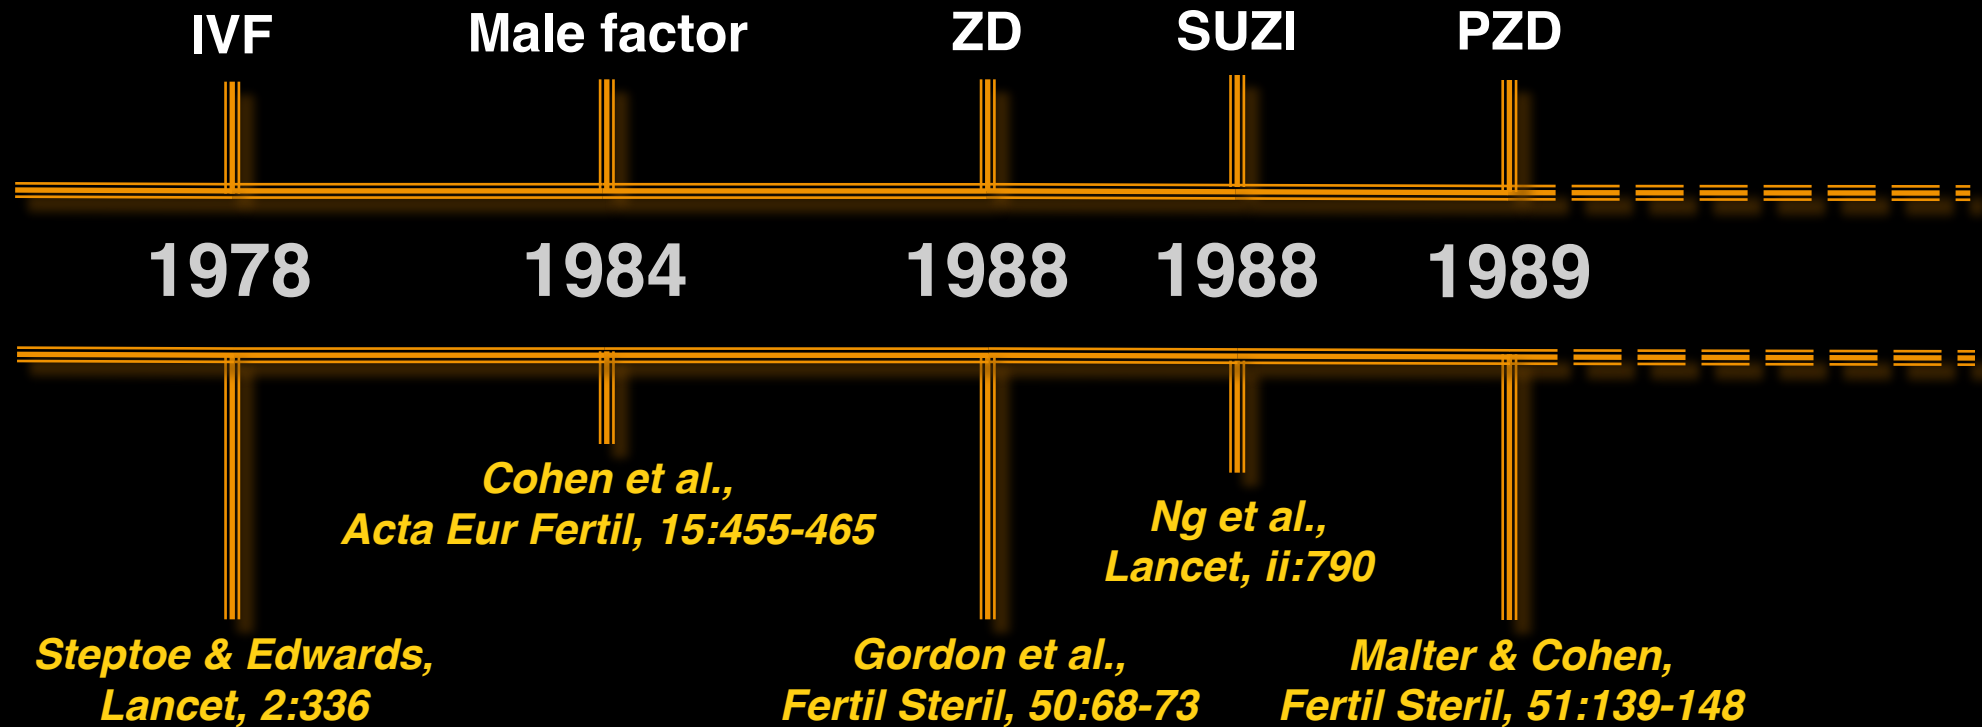 IVF
Male factor
ZD
SUZI
PZD
1978
1984
1988
1988
1989
Cohen et al.,
Acta Eur Fertil, 15:455-465
Ng et al.,
Lancet, ii:790
Steptoe & Edwards,
Lancet, 2:336
Gordon et al.,
Fertil Steril, 50:68-73
Malter & Cohen,
Fertil Steril, 51:139-148